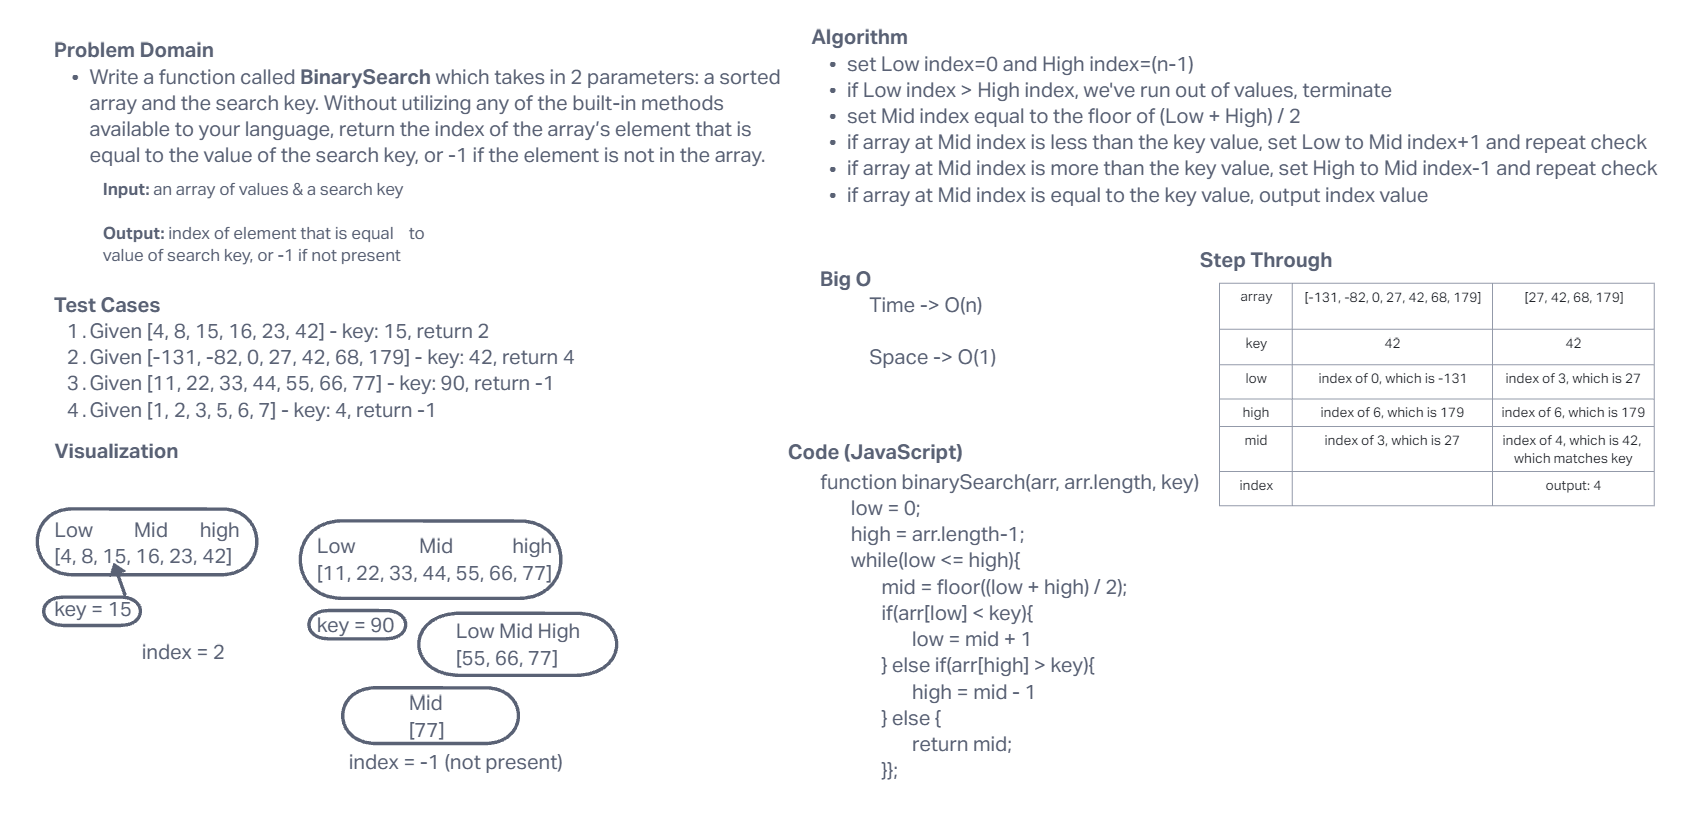 Problem Domain
• Write a function called BinarySearch which takes in 2 parameters: a sorted
array and the search key. Without utilizing any of the built-in methods
available to your language, return the index of the array's element that is
equal to the value of the search key, or -1 if the element is not in the array.
Input: an array of values & a search key
Output: index of element that is equal to
value of search key, or -1 if not present
Test Cases
1. Given [4, 8, 15, 16, 23, 42] - key: 15, return 2
2. Given [-131, -82, 0, 27, 42, 68, 179] - key: 42, return 4
3. Given [11, 22, 33, 44, 55, 66, 77] - key: 90, return -1
4. Given [1, 2, 3, 5, 6, 7] - key: 4, return -1
Visualization
Low Mid high
[4, 8, 15, 16, 23, 42]
key = 15
index = 2
Low Mid high
[11, 22, 33, 44, 55, 66, 77]
key = 90
Low Mid High
[55, 66, 77]
Mid
[77]
index = -1 (not present)
Algorithm
• set Low index=0 and High index=(n-1)
• if Low index > High index, we've run out of values, terminate
• set Mid index equal to the floor of (Low + High) / 2
• if array at Mid index is less than the key value, set Low to Mid index+1 and repeat check
• if array at Mid index is more than the key value, set High to Mid index-1 and repeat check
• if array at Mid index is equal to the key value, output index value
Big O
Time -> O(n)
Space -> O(1)
Step Through
array [-131, -82, 0, 27, 42, 68, 179] [27, 42, 68, 179]
key 42 42
low index of 0, which is -131 index of 3, which is 27
high index of 6, which is 179 index of 6, which is 179
mid index of 3, which is 27 index of 4, which is 42,
which matches key
index output: 4
Code (JavaScript)
function binarySearch(arr, arr.length, key)
low = 0;
high = arr.length-1;
while(low <= high){
mid = floor((low + high) / 2);
if(arr[low] < key){
low = mid + 1
} else if(arr[high] > key){
high = mid - 1
} else {
return mid;
}};